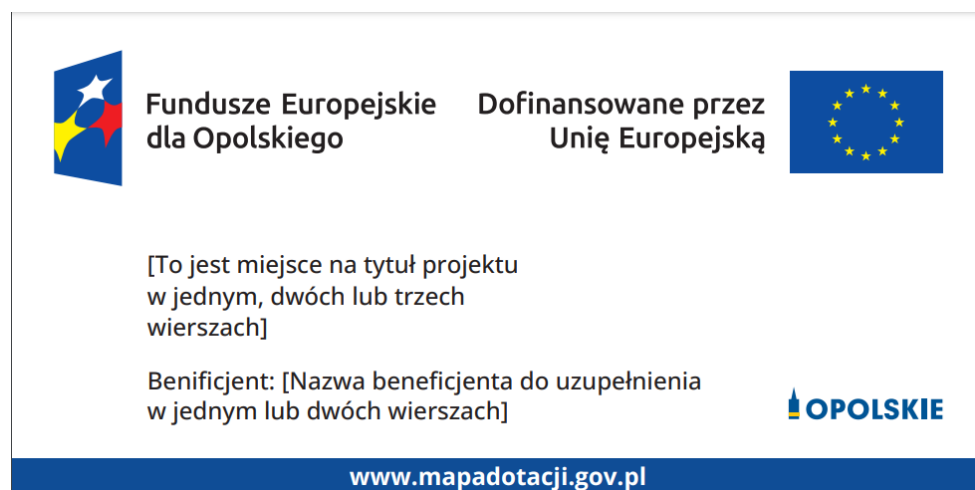 Fundusze Europejskie
dla Opolskiego
Dofinansowane przez
Unię Europejską
[To jest miejsce na tytuł projektu
w jednym, dwóch lub trzech
wierszach]
Benificjent: [Nazwa beneficjenta do uzupełnienia
w jednym lub dwóch wierszach]
OPOLSKIE
www.mapadotacji.gov.pl